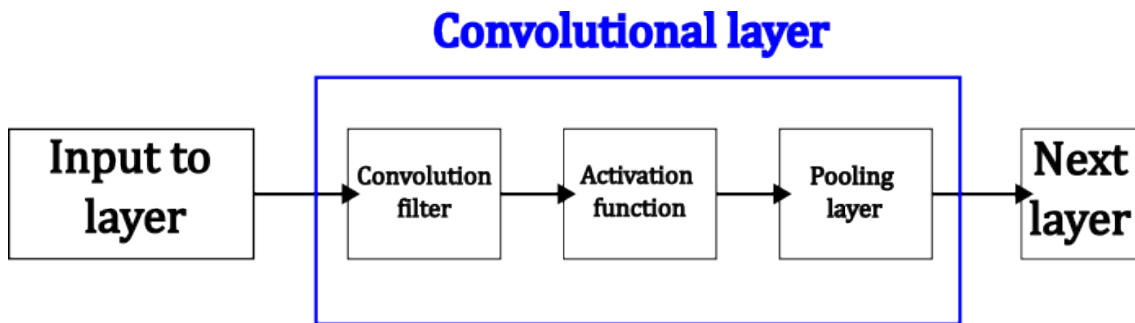 Convolutional layer
Input to
layer
Convolution
filter
Activation
function
Pooling
layer
Next
layer